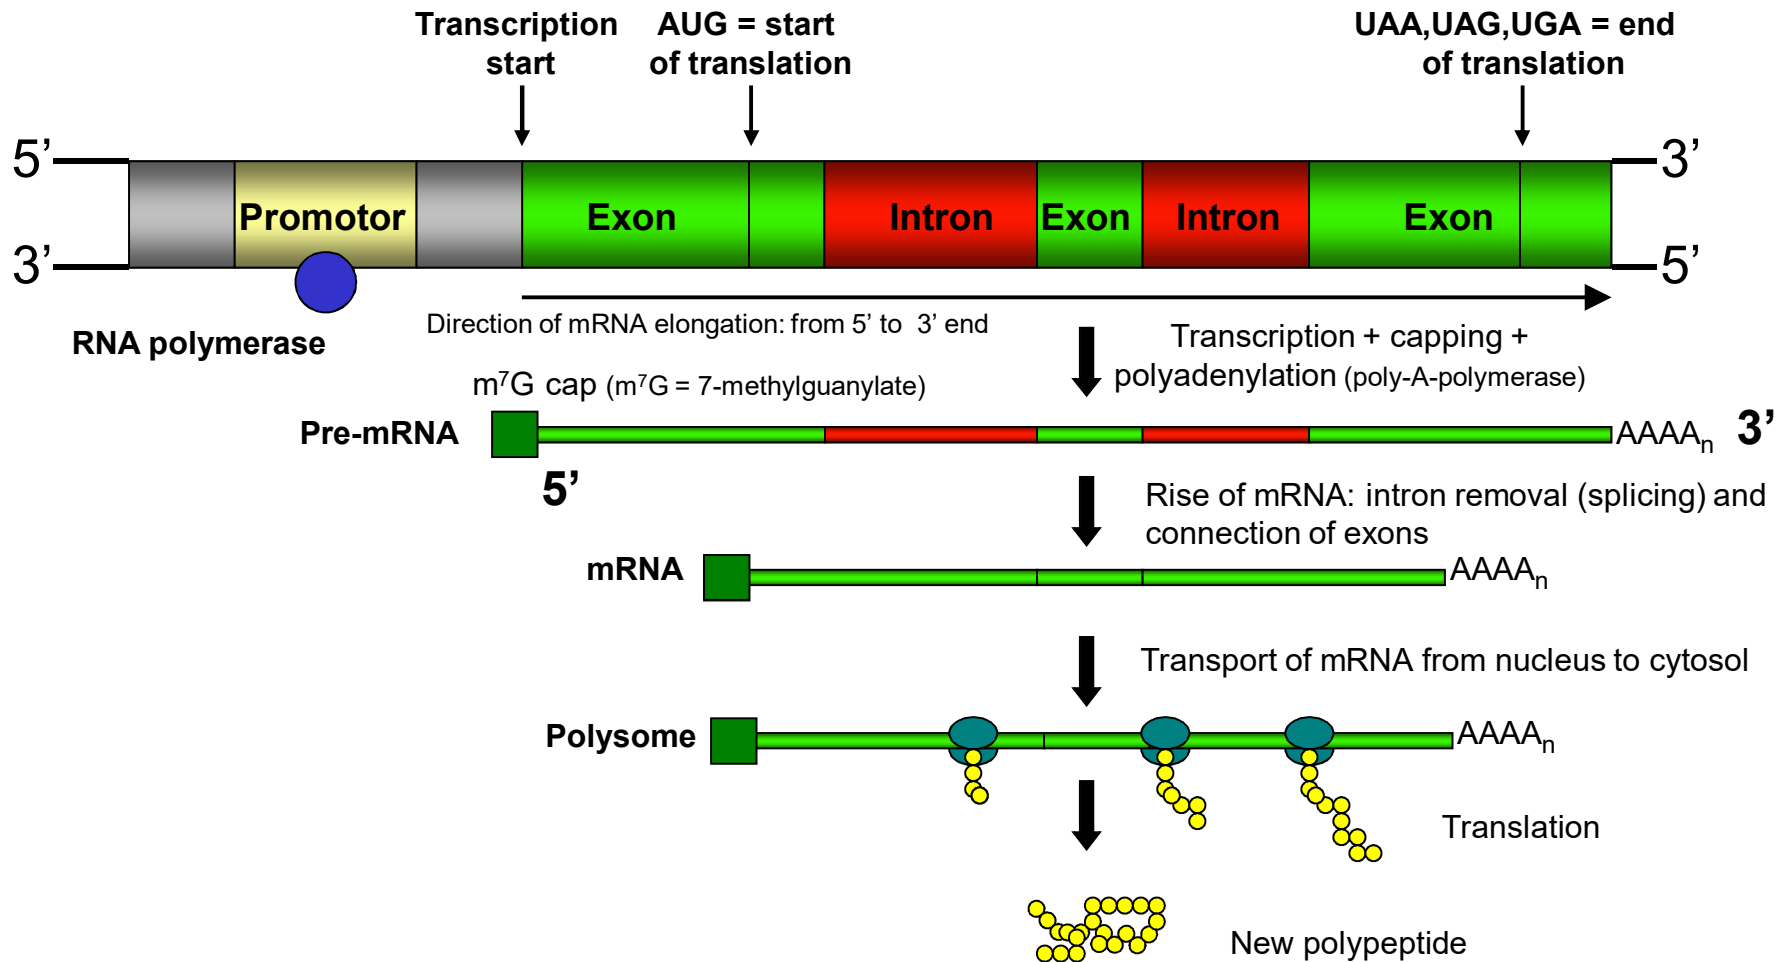 Transcription
start
AUG = start
of translation
UAA,UAG,UGA = end
of translation
5’
3’
Promotor
Exon
Intron
Exon
Intron
Exon
3’
5’
RNA polymerase
Direction of mRNA elongation: from 5’ to 3’ end
Transcription + capping +
polyadenylation (poly-A-polymerase)
m⁷G cap (m⁷G = 7-methylguanylate)
Pre-mRNA
AAAAₙ
3’
5’
Rise of mRNA: intron removal (splicing) and
connection of exons
mRNA
AAAAₙ
Transport of mRNA from nucleus to cytosol
Polysome
AAAAₙ
Translation
New polypeptide